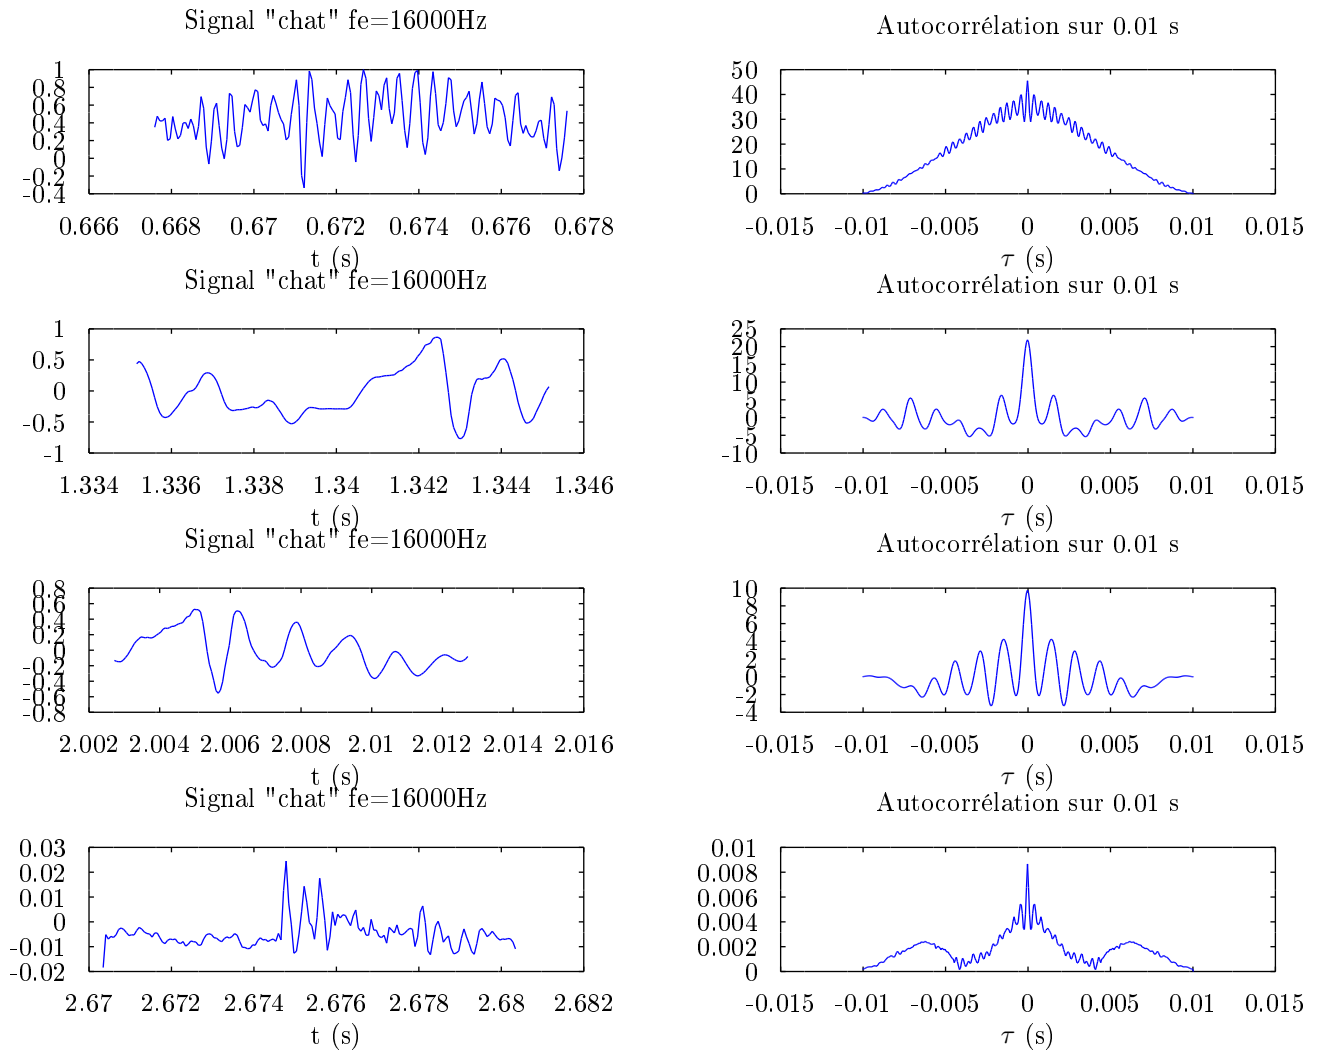 Signal "chat" fe=16000Hz
1
0.8
0.6
0.4
0.2
0
-0.2
-0.4
0.666 0.668 0.67 0.672 0.674 0.676 0.678
t (s)
Autocorrélation sur 0.01 s
50
40
30
20
10
0
-0.015 -0.01 -0.005 0 0.005 0.01 0.015
τ (s)
Signal "chat" fe=16000Hz
1
0.5
0
-0.5
-1
1.334 1.336 1.338 1.34 1.342 1.344 1.346
t (s)
Autocorrélation sur 0.01 s
25
20
15
10
5
0
-5
-10
-0.015 -0.01 -0.005 0 0.005 0.01 0.015
τ (s)
Signal "chat" fe=16000Hz
0.8
0.6
0.4
0.2
0
-0.2
-0.4
-0.6
-0.8
2.002 2.004 2.006 2.008 2.01 2.012 2.014 2.016
t (s)
Autocorrélation sur 0.01 s
10
8
6
4
2
0
-2
-4
-0.015 -0.01 -0.005 0 0.005 0.01 0.015
τ (s)
Signal "chat" fe=16000Hz
0.03
0.02
0.01
0
-0.01
-0.02
2.67 2.672 2.674 2.676 2.678 2.68 2.682
t (s)
Autocorrélation sur 0.01 s
0.01
0.008
0.006
0.004
0.002
0
-0.015 -0.01 -0.005 0 0.005 0.01 0.015
τ (s)